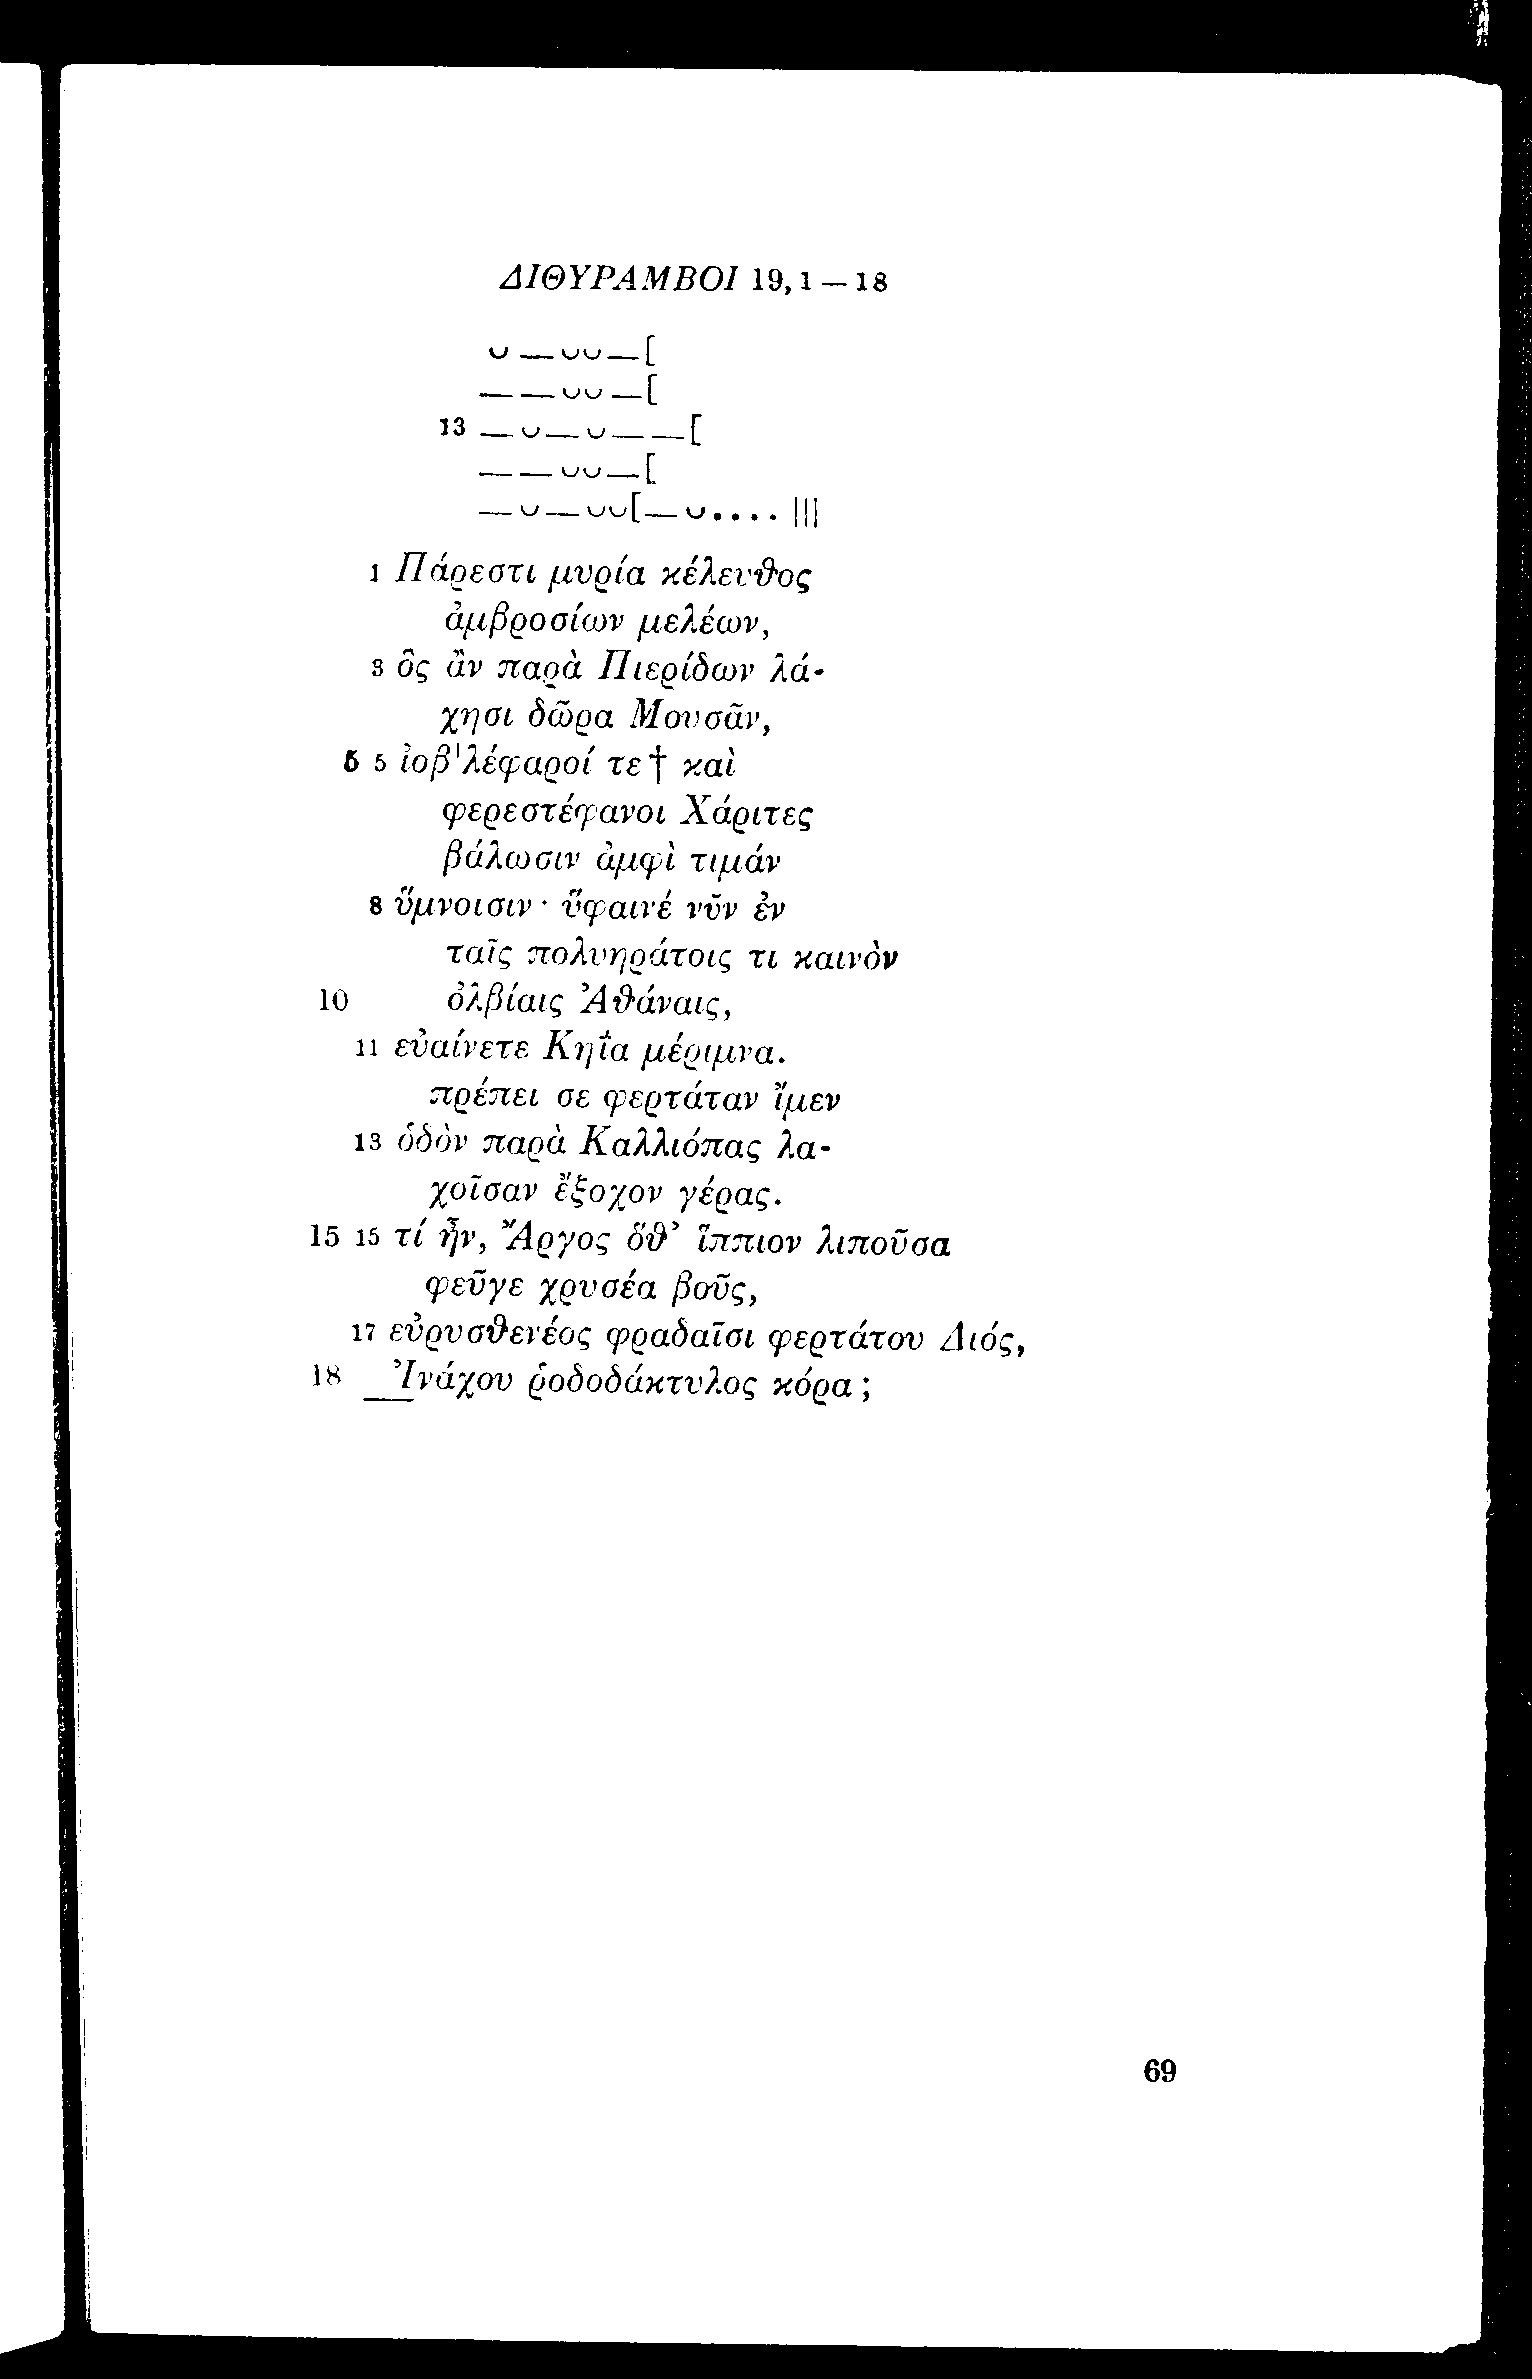 ΔΙΘΥΡΑΜΒΟΙ 19,1 — 18
∪ — ∪∪ — [
— — ∪∪ — [
13 — ∪ — ∪ — — [
— — ∪∪ — [
— ∪ — ∪∪[ — ∪ . . . . |||
1 Πάρεστι μυρία κέλευθος
ἀμβροσίων μελέων,
3 ὃς ἂν παρὰ Πιερίδων λά-
χησι δῶρα Μουσᾶν,
5 5 ἰοβ'λέφαροί τε† καὶ
φερεστέφανοι Χάριτες
βάλωσιν ἀμφὶ τιμάν
8 ὕμνοισιν· ὕφαινέ νῦν ἐν
ταῖς πολυηράτοις τι καινὸν
10 ὀλβίαις Ἀθάναις,
11 εὐαίνετε Κηΐα μέριμνα.
πρέπει σε φερτάταν ἴμεν
13 ὁδὸν παρὰ Καλλιόπας λα-
χοῖσαν ἔξοχον γέρας.
15 15 τί ἦν, Ἄργος ὅθ' ἵππιον λιποῦσα
φεῦγε χρυσέα βοῦς,
17 εὐρυσθενέος φραδαῖσι φερτάτου Διός,
18 Ἰνάχου ῥοδοδάκτυλος κόρα;
69